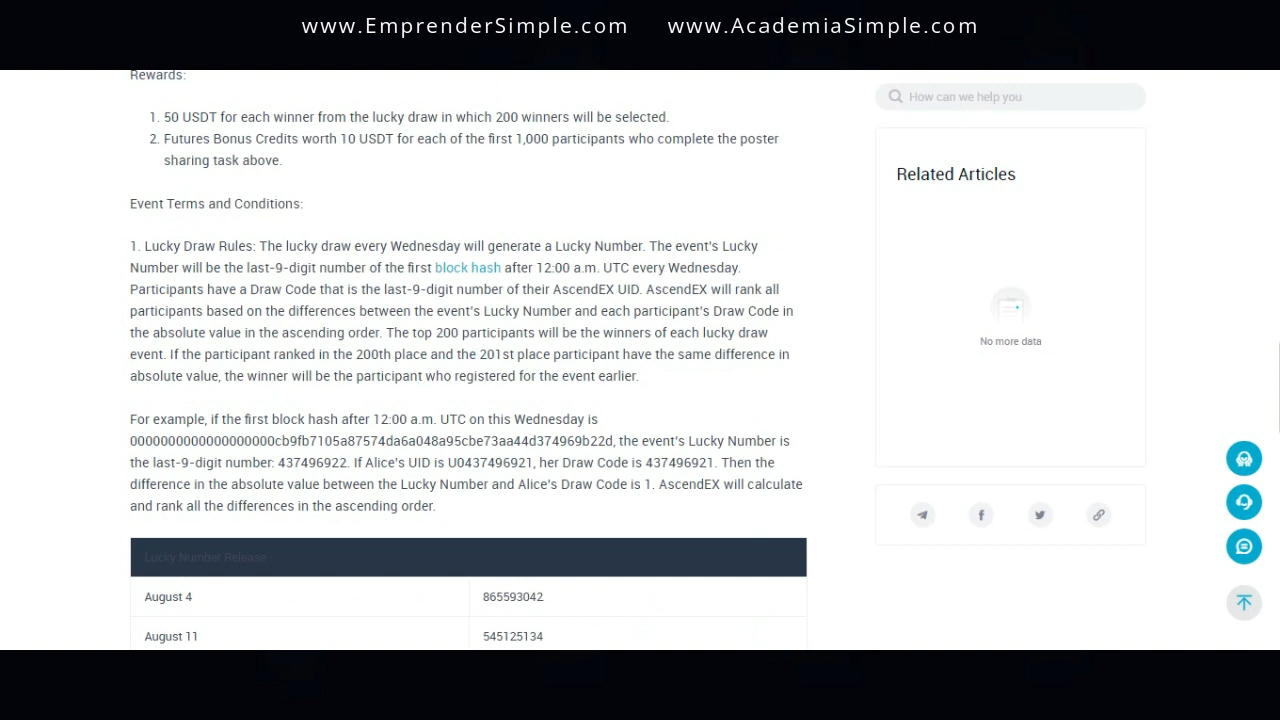 www.EmprenderSimple.com www.AcademiaSimple.com
Rewards:
1. 50 USDT for each winner from the lucky draw in which 200 winners will be selected.
2. Futures Bonus Credits worth 10 USDT for each of the first 1,000 participants who complete the poster
sharing task above.
Event Terms and Conditions:
1. Lucky Draw Rules: The lucky draw every Wednesday will generate a Lucky Number. The event's Lucky
Number will be the last-9-digit number of the first block hash after 12:00 a.m. UTC every Wednesday.
Participants have a Draw Code that is the last-9-digit number of their AscendEX UID. AscendEX will rank all
participants based on the differences between the event's Lucky Number and each participant's Draw Code in
the absolute value in the ascending order. The top 200 participants will be the winners of each lucky draw
event. If the participant ranked in the 200th place and the 201st place participant have the same difference in
absolute value, the winner will be the participant who registered for the event earlier.
For example, if the first block hash after 12:00 a.m. UTC on this Wednesday is
0000000000000000000cb9fb7105a87574da6a048a95cbe73aa44d374969b22d, the event's Lucky Number is
the last-9-digit number: 437496922. If Alice's UID is U0437496921, her Draw Code is 437496921. Then the
difference in the absolute value between the Lucky Number and Alice's Draw Code is 1. AscendEX will calculate
and rank all the differences in the ascending order.
Lucky Number Release
August 4 865593042
August 11 545125134
How can we help you
Related Articles
No more data